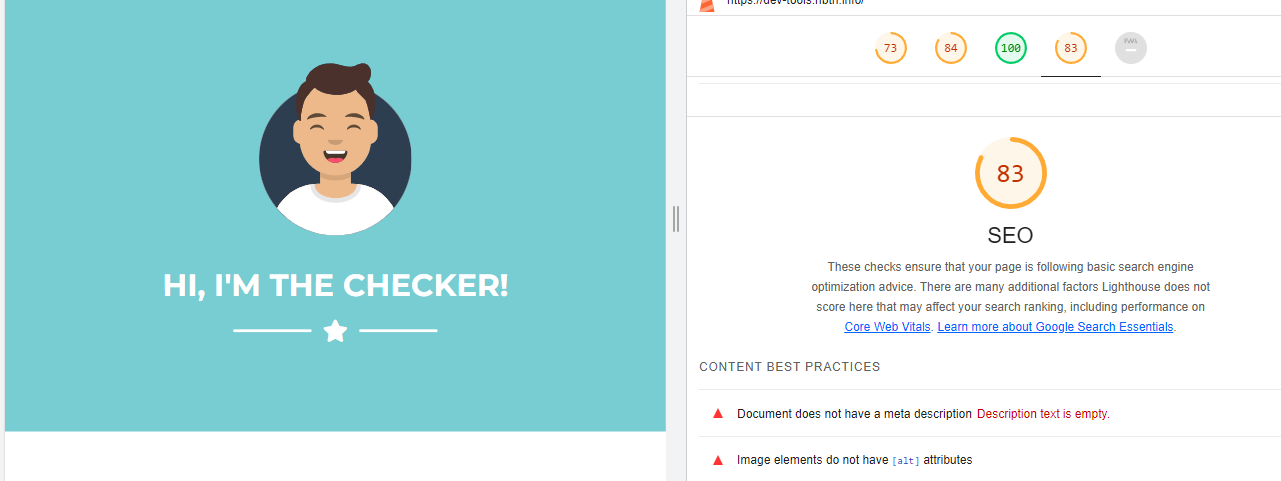 https://dev-tools.hbtn.info/
73
84
100
83
PWA
HI, I'M THE CHECKER!
83
SEO
These checks ensure that your page is following basic search engine
optimization advice. There are many additional factors Lighthouse does not
score here that may affect your search ranking, including performance on
Core Web Vitals. Learn more about Google Search Essentials.
CONTENT BEST PRACTICES
Document does not have a meta description Description text is empty.
Image elements do not have [alt] attributes